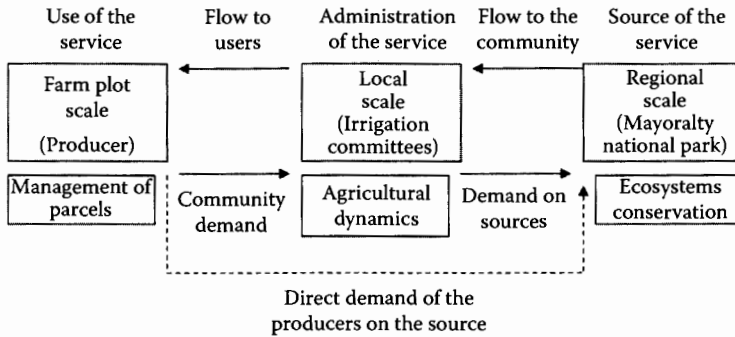 Use of the
service
Flow to
users
Administration
of the service
Flow to the
community
Source of the
service
Farm plot
scale
(Producer)
Local
scale
(Irrigation
committees)
Regional
scale
(Mayoralty
national park)
Management of
parcels
Community
demand
Agricultural
dynamics
Demand on
sources
Ecosystems
conservation
Direct demand of the
producers on the source